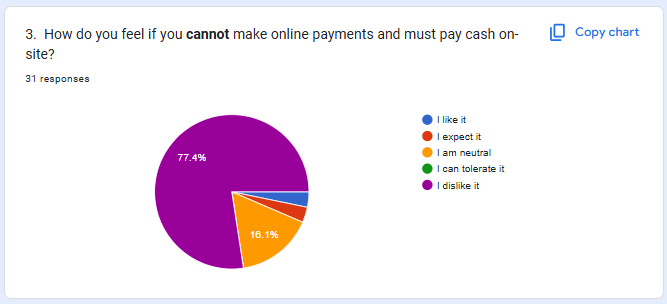 3. How do you feel if you cannot make online payments and must pay cash on-
site?
Copy chart
31 responses
77.4%
16.1%
I like it
I expect it
I am neutral
I can tolerate it
I dislike it